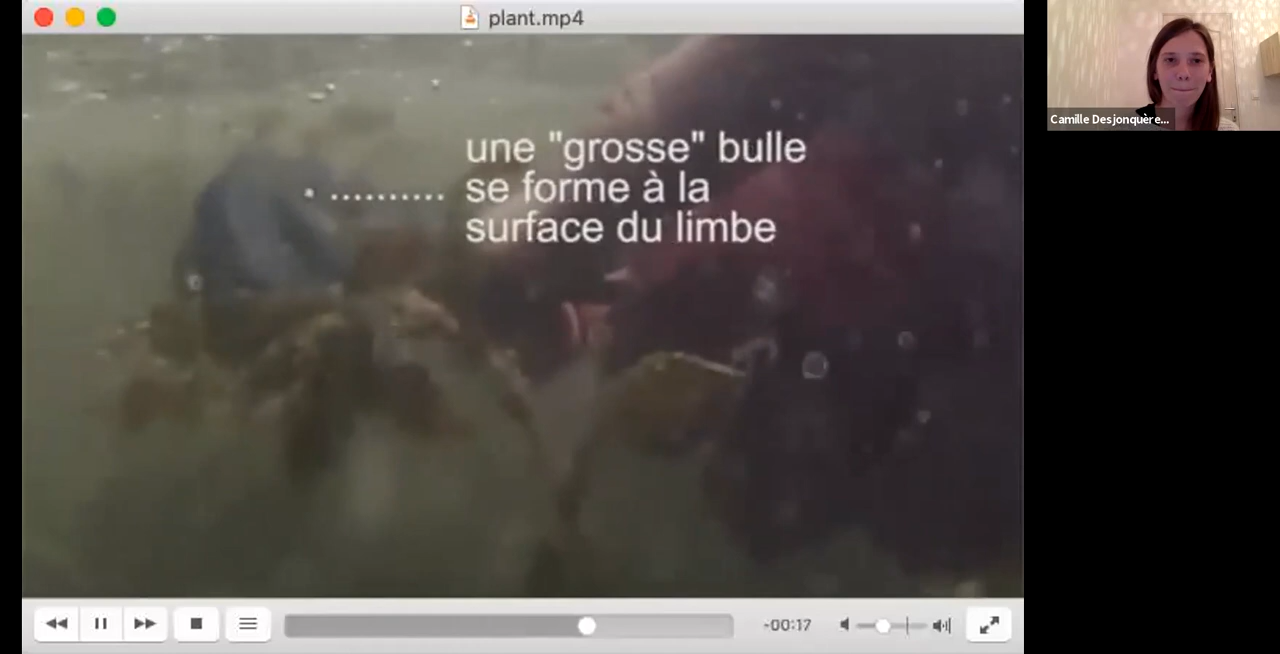 plant.mp4
une "grosse" bulle
se forme à la
surface du limbe
-00:17
Camille Desjonquère...